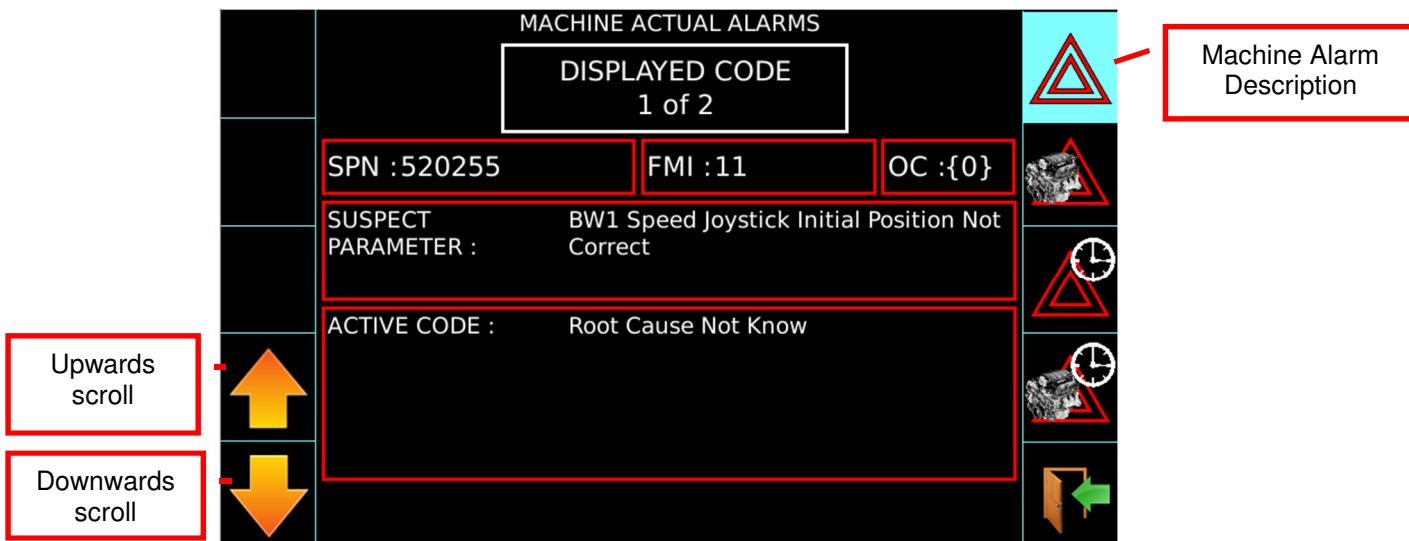 MACHINE ACTUAL ALARMS
DISPLAYED CODE
1 of 2
Machine Alarm
Description
SPN :520255
FMI :11
OC :{0}
SUSPECT
PARAMETER :
BW1 Speed Joystick Initial Position Not
Correct
ACTIVE CODE :
Root Cause Not Know
Upwards
scroll
Downwards
scroll